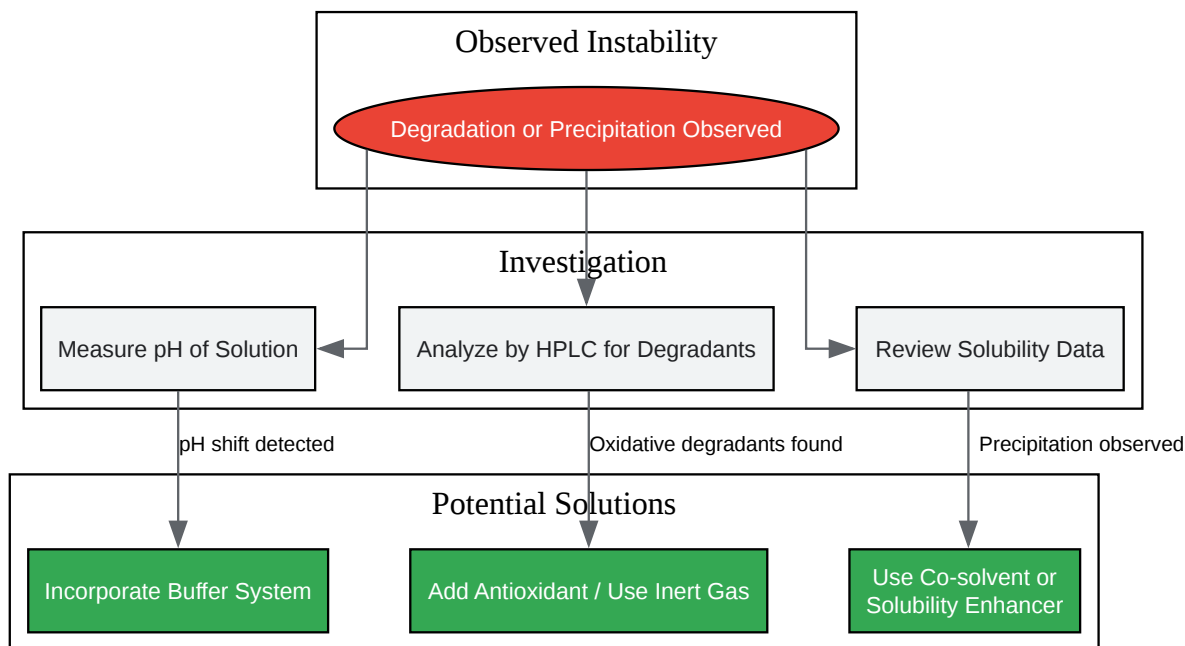 Observed Instability
Degradation or Precipitation Observed
Investigation
Measure pH of Solution
Analyze by HPLC for Degradants
Review Solubility Data
pH shift detected
Oxidative degradants found
Precipitation observed
Potential Solutions
Incorporate Buffer System
Add Antioxidant / Use Inert Gas
Use Co-solvent or
Solubility Enhancer